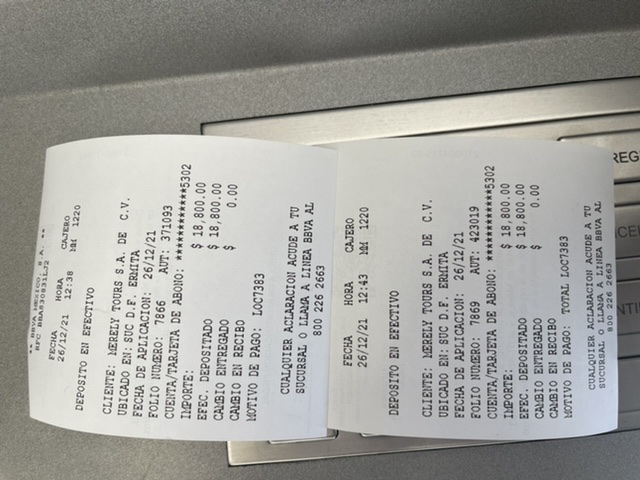 ** BBVA MEXICO, S.A. **
RFC BBA830831LJ2
FECHA HORA CAJERO
26/12/21 12:38 MM 1220
DEPOSITO EN EFECTIVO
CLIENTE: MERELY TOURS S.A. DE C.V.
UBICADO EN: SUC D.F. ERMITA
FECHA DE APLICACION: 26/12/21
FOLIO NUMERO: 7866 AUT: 371093
CUENTA/TARJETA DE ABONO: ************5302
IMPORTE:
EFEC. DEPOSITADO $ 18,800.00
CAMBIO ENTREGADO $ 18,800.00
CAMBIO EN RECIBO $ 0.00
MOTIVO DE PAGO: LOC7383
CUALQUIER ACLARACION ACUDE A TU
SUCURSAL O LLAMA A LINEA BBVA AL
800 226 2663
FECHA HORA CAJERO
26/12/21 12:43 MM 1220
DEPOSITO EN EFECTIVO
CLIENTE: MERELY TOURS S.A. DE C.V.
UBICADO EN: SUC D.F. ERMITA
FECHA DE APLICACION: 26/12/21
FOLIO NUMERO: 7869 AUT: 423019
CUENTA/TARJETA DE ABONO: ************5302
IMPORTE:
EFEC. DEPOSITADO $ 18,800.00
CAMBIO ENTREGADO $ 18,800.00
CAMBIO EN RECIBO $ 0.00
MOTIVO DE PAGO: TOTAL LOC7383
CUALQUIER ACLARACION ACUDE A TU
SUCURSAL O LLAMA A LINEA BBVA AL
800 226 2663